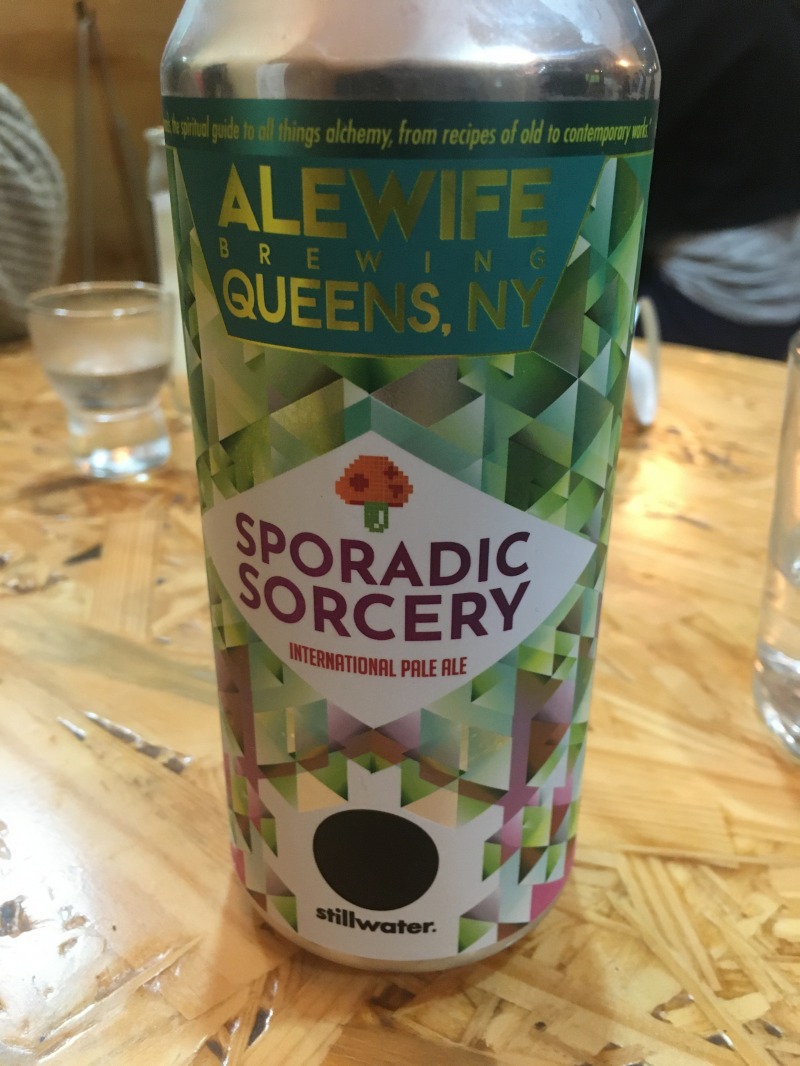 the spiritual guide to all things alchemy, from recipes of old to contemporary works."
ALEWIFE
BREWING
QUEENS, NY
SPORADIC
SORCERY
INTERNATIONAL PALE ALE
stillwater.